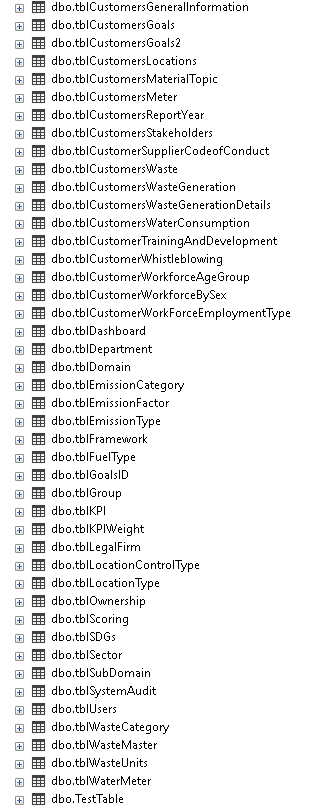 dbo.tblCustomersGeneralInformation
dbo.tblCustomersGoals
dbo.tblCustomersGoals2
dbo.tblCustomersLocations
dbo.tblCustomersMaterialTopic
dbo.tblCustomersMeter
dbo.tblCustomersReportYear
dbo.tblCustomersStakeholders
dbo.tblCustomerSupplierCodeofConduct
dbo.tblCustomersWaste
dbo.tblCustomersWasteGeneration
dbo.tblCustomersWasteGenerationDetails
dbo.tblCustomersWaterConsumption
dbo.tblCustomerTrainingAndDevelopment
dbo.tblCustomerWhistleblowing
dbo.tblCustomerWorkforceAgeGroup
dbo.tblCustomerWorkforceBySex
dbo.tblCustomerWorkForceEmploymentType
dbo.tblDashboard
dbo.tblDepartment
dbo.tblDomain
dbo.tblEmissionCategory
dbo.tblEmissionFactor
dbo.tblEmissionType
dbo.tblFramework
dbo.tblFuelType
dbo.tblGoalsID
dbo.tblGroup
dbo.tblKPI
dbo.tblKPIWeight
dbo.tblLegalFirm
dbo.tblLocationControlType
dbo.tblLocationType
dbo.tblOwnership
dbo.tblScoring
dbo.tblSDGs
dbo.tblSector
dbo.tblSubDomain
dbo.tblSystemAudit
dbo.tblUsers
dbo.tblWasteCategory
dbo.tblWasteMaster
dbo.tblWasteUnits
dbo.tblWaterMeter
dbo.TestTable